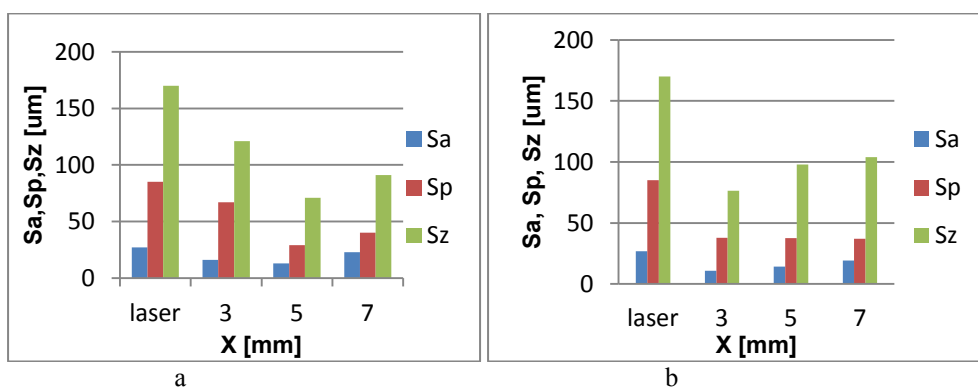 200
150
100
50
0
Sa,Sp,Sz [um]
laser 3 5 7
X [mm]
Sa
Sp
Sz
a
200
150
100
50
0
Sa, Sp, Sz [um]
laser 3 5 7
X [mm]
Sa
Sp
Sz
b